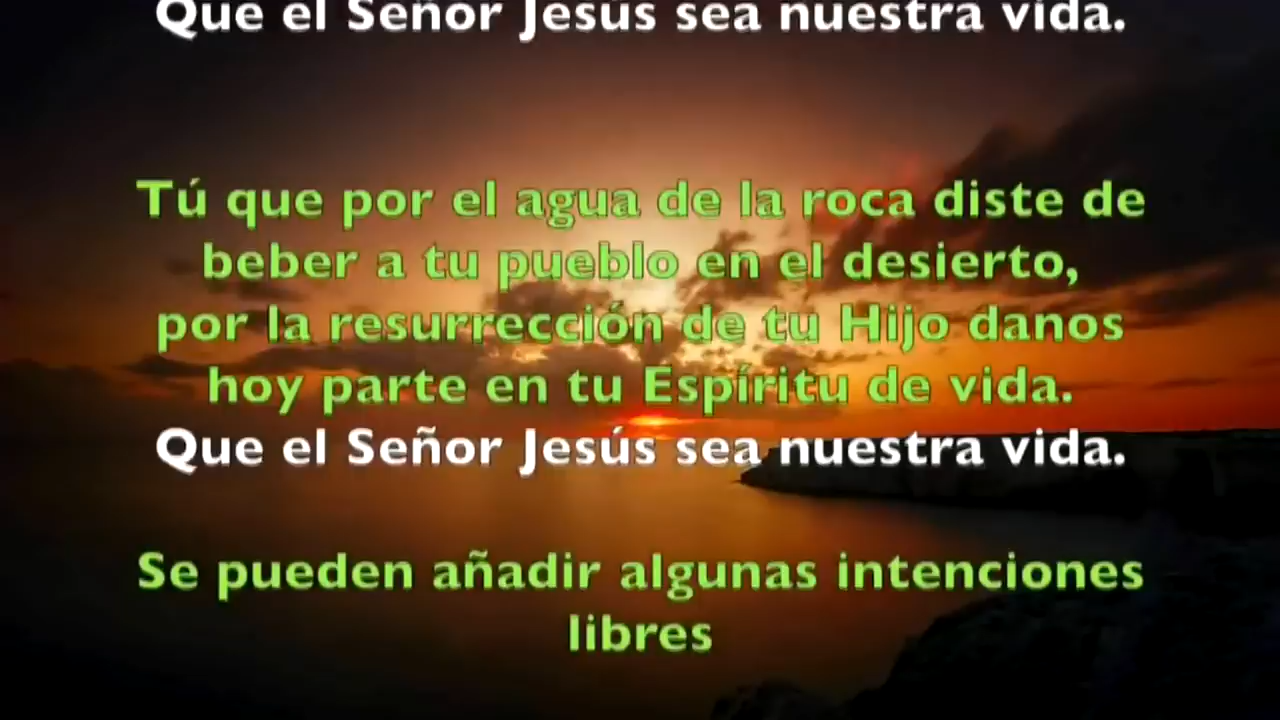 Que el Señor Jesús sea nuestra vida.
Tú que por el agua de la roca diste de
beber a tu pueblo en el desierto,
por la resurrección de tu Hijo danos
hoy parte en tu Espíritu de vida.
Que el Señor Jesús sea nuestra vida.
Se pueden añadir algunas intenciones
libres